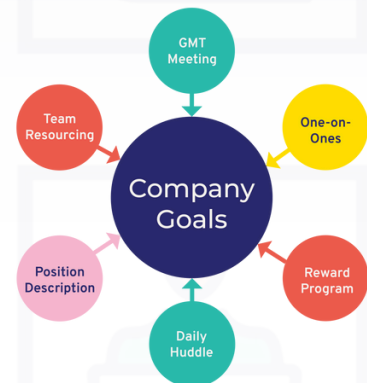 GMT
Meeting
Team
Resourcing
One-on-
Ones
Company
Goals
Position
Description
Reward
Program
Daily
Huddle